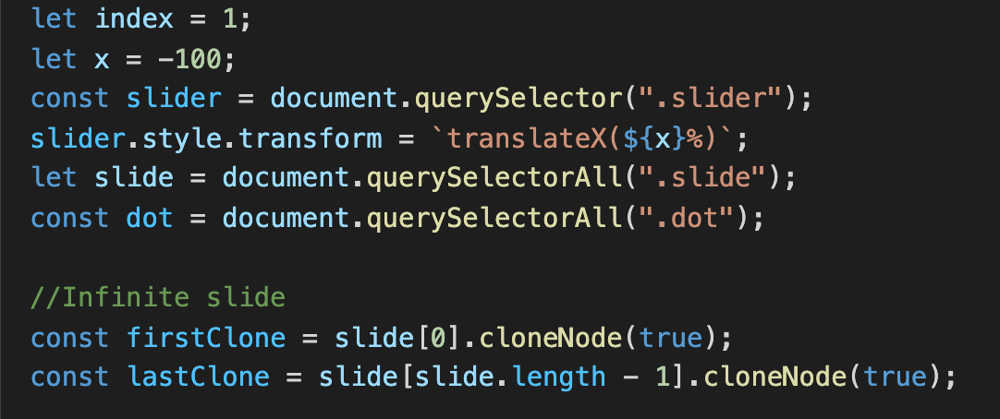 let index = 1;
let x = -100;
const slider = document.querySelector(".slider");
slider.style.transform = `translateX(${x}%)`;
let slide = document.querySelectorAll(".slide");
const dot = document.querySelectorAll(".dot");
//Infinite slide
const firstClone = slide[0].cloneNode(true);
const lastClone = slide[slide.length - 1].cloneNode(true);